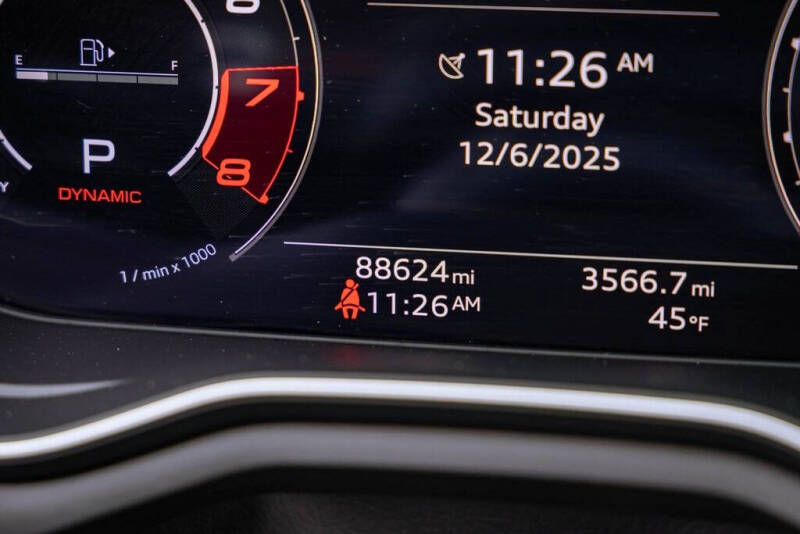 6
E F
7
P
8
DYNAMIC
1 / min x 1000
11:26 AM
Saturday
12/6/2025
88624 mi
3566.7 mi
11:26 AM
45°F